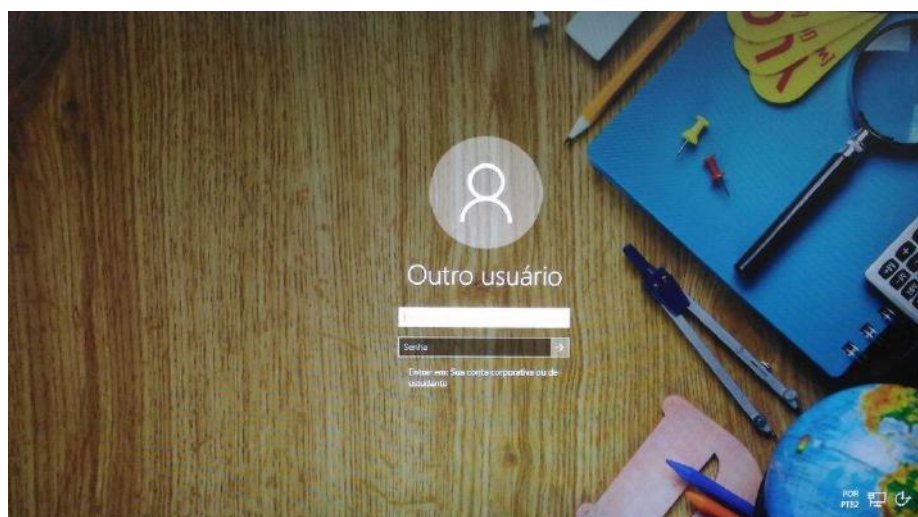 Outro usuário
Senha
Entrar em: Sua conta corporativa ou de
estudante
POR
PTB2